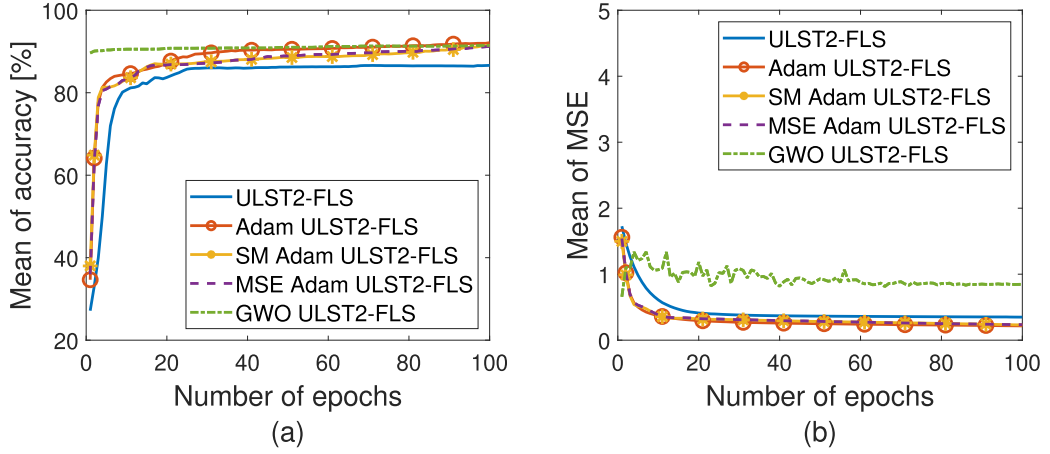 Mean of accuracy [%]
100
80
60
40
20
ULST2-FLS
Adam ULST2-FLS
SM Adam ULST2-FLS
MSE Adam ULST2-FLS
GWO ULST2-FLS
0 20 40 60 80 100
Number of epochs
(a)
Mean of MSE
5
4
3
2
1
0
ULST2-FLS
Adam ULST2-FLS
SM Adam ULST2-FLS
MSE Adam ULST2-FLS
GWO ULST2-FLS
0 20 40 60 80 100
Number of epochs
(b)